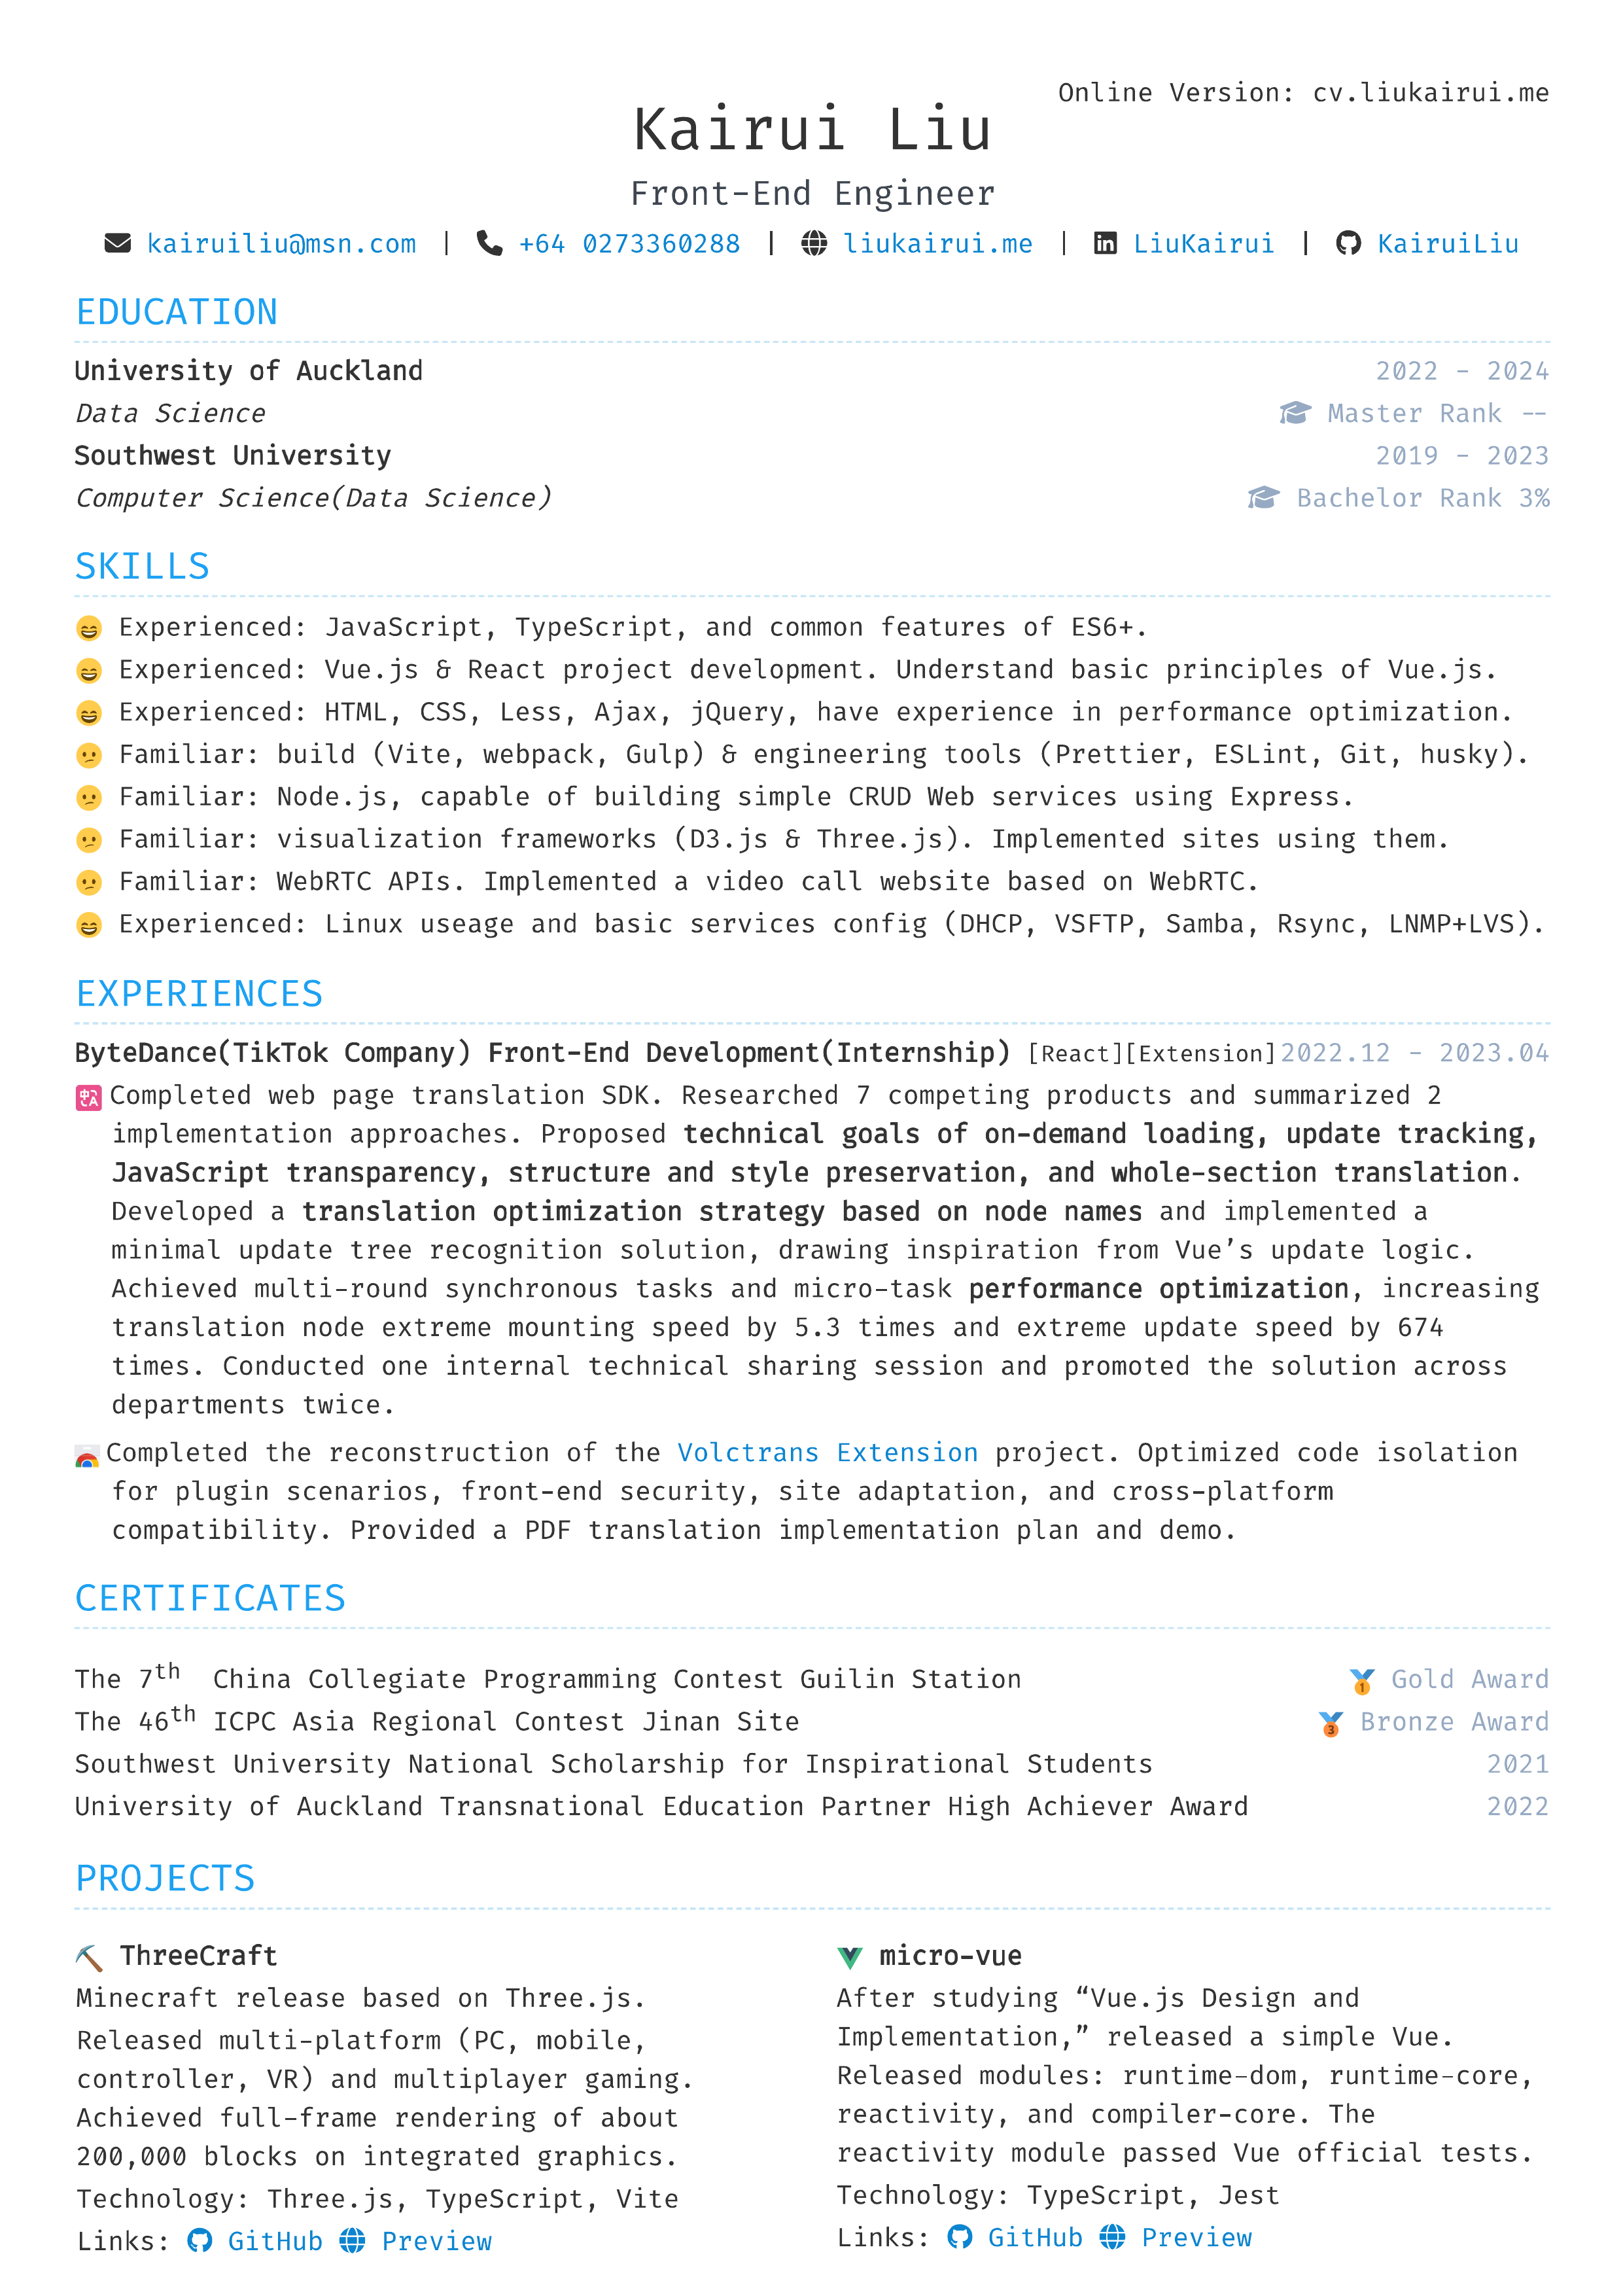 Online Version: cv.liukairui.me
Kairui Liu
Front-End Engineer
kairuiliu@msn.com | +64 0273360288 | liukairui.me | LiuKairui | KairuiLiu
EDUCATION
University of Auckland 2022 - 2024
Data Science Master Rank --
Southwest University 2019 - 2023
Computer Science(Data Science) Bachelor Rank 3%
SKILLS
😄 Experienced: JavaScript, TypeScript, and common features of ES6+.
😄 Experienced: Vue.js & React project development. Understand basic principles of Vue.js.
😄 Experienced: HTML, CSS, Less, Ajax, jQuery, have experience in performance optimization.
🫤 Familiar: build (Vite, webpack, Gulp) & engineering tools (Prettier, ESLint, Git, husky).
🫤 Familiar: Node.js, capable of building simple CRUD Web services using Express.
🫤 Familiar: visualization frameworks (D3.js & Three.js). Implemented sites using them.
🫤 Familiar: WebRTC APIs. Implemented a video call website based on WebRTC.
😄 Experienced: Linux useage and basic services config (DHCP, VSFTP, Samba, Rsync, LNMP+LVS).
EXPERIENCES
ByteDance(TikTok Company) Front-End Development(Internship) [React][Extension] 2022.12 - 2023.04
Completed web page translation SDK. Researched 7 competing products and summarized 2
implementation approaches. Proposed technical goals of on-demand loading, update tracking,
JavaScript transparency, structure and style preservation, and whole-section translation.
Developed a translation optimization strategy based on node names and implemented a
minimal update tree recognition solution, drawing inspiration from Vue’s update logic.
Achieved multi-round synchronous tasks and micro-task performance optimization, increasing
translation node extreme mounting speed by 5.3 times and extreme update speed by 674
times. Conducted one internal technical sharing session and promoted the solution across
departments twice.
Completed the reconstruction of the Volctrans Extension project. Optimized code isolation
for plugin scenarios, front-end security, site adaptation, and cross-platform
compatibility. Provided a PDF translation implementation plan and demo.
CERTIFICATES
The 7th China Collegiate Programming Contest Guilin Station 🥇 Gold Award
The 46th ICPC Asia Regional Contest Jinan Site 🥉 Bronze Award
Southwest University National Scholarship for Inspirational Students 2021
University of Auckland Transnational Education Partner High Achiever Award 2022
PROJECTS
⛏️ ThreeCraft
Minecraft release based on Three.js.
Released multi-platform (PC, mobile,
controller, VR) and multiplayer gaming.
Achieved full-frame rendering of about
200,000 blocks on integrated graphics.
Technology: Three.js, TypeScript, Vite
Links: GitHub Preview
micro-vue
After studying “Vue.js Design and
Implementation,” released a simple Vue.
Released modules: runtime-dom, runtime-core,
reactivity, and compiler-core. The
reactivity module passed Vue official tests.
Technology: TypeScript, Jest
Links: GitHub Preview